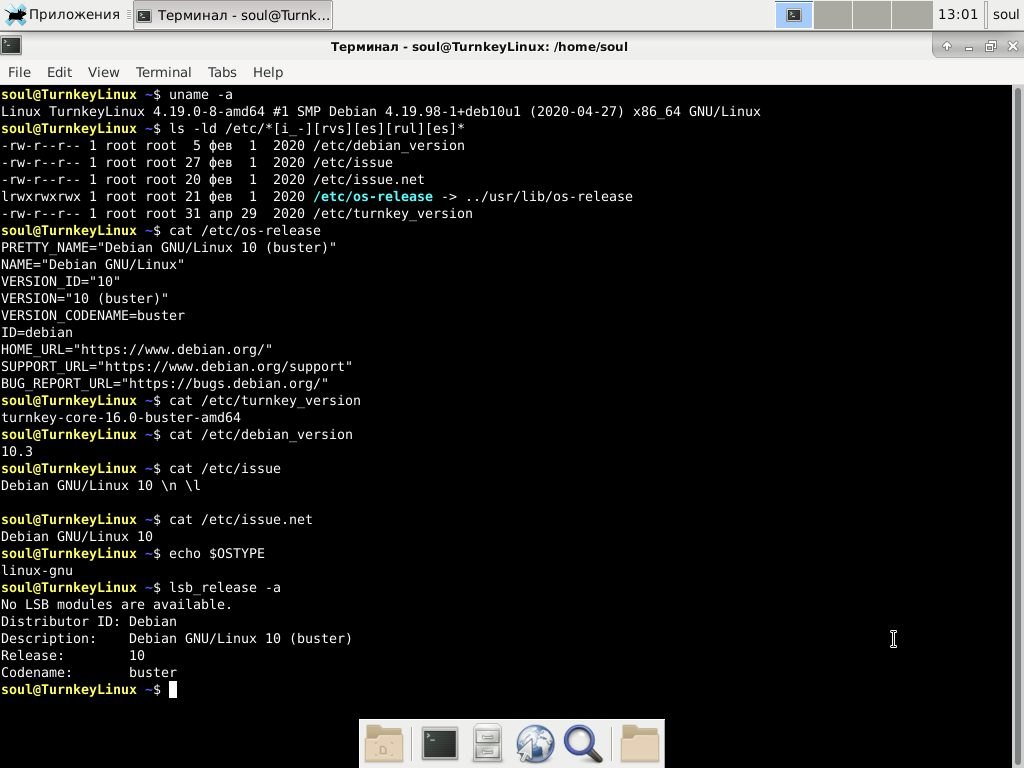 Приложения
Терминал - soul@Turnk...
13:01
soul
Терминал - soul@TurnkeyLinux: /home/soul
File Edit View Terminal Tabs Help
soul@TurnkeyLinux ~$ uname -a
Linux TurnkeyLinux 4.19.0-8-amd64 #1 SMP Debian 4.19.98-1+deb10u1 (2020-04-27) x86_64 GNU/Linux
soul@TurnkeyLinux ~$ ls -ld /etc/*[i_-][rvs][es][rul][es]*
-rw-r--r-- 1 root root  5 фев  1  2020 /etc/debian_version
-rw-r--r-- 1 root root 27 фев  1  2020 /etc/issue
-rw-r--r-- 1 root root 20 фев  1  2020 /etc/issue.net
lrwxrwxrwx 1 root root 21 фев  1  2020 /etc/os-release -> ../usr/lib/os-release
-rw-r--r-- 1 root root 31 апр 29  2020 /etc/turnkey_version
soul@TurnkeyLinux ~$ cat /etc/os-release
PRETTY_NAME="Debian GNU/Linux 10 (buster)"
NAME="Debian GNU/Linux"
VERSION_ID="10"
VERSION="10 (buster)"
VERSION_CODENAME=buster
ID=debian
HOME_URL="https://www.debian.org/"
SUPPORT_URL="https://www.debian.org/support"
BUG_REPORT_URL="https://bugs.debian.org/"
soul@TurnkeyLinux ~$ cat /etc/turnkey_version
turnkey-core-16.0-buster-amd64
soul@TurnkeyLinux ~$ cat /etc/debian_version
10.3
soul@TurnkeyLinux ~$ cat /etc/issue
Debian GNU/Linux 10 \n \l
soul@TurnkeyLinux ~$ cat /etc/issue.net
Debian GNU/Linux 10
soul@TurnkeyLinux ~$ echo $OSTYPE
linux-gnu
soul@TurnkeyLinux ~$ lsb_release -a
No LSB modules are available.
Distributor ID: Debian
Description:    Debian GNU/Linux 10 (buster)
Release:       10
Codename:       buster
soul@TurnkeyLinux ~$